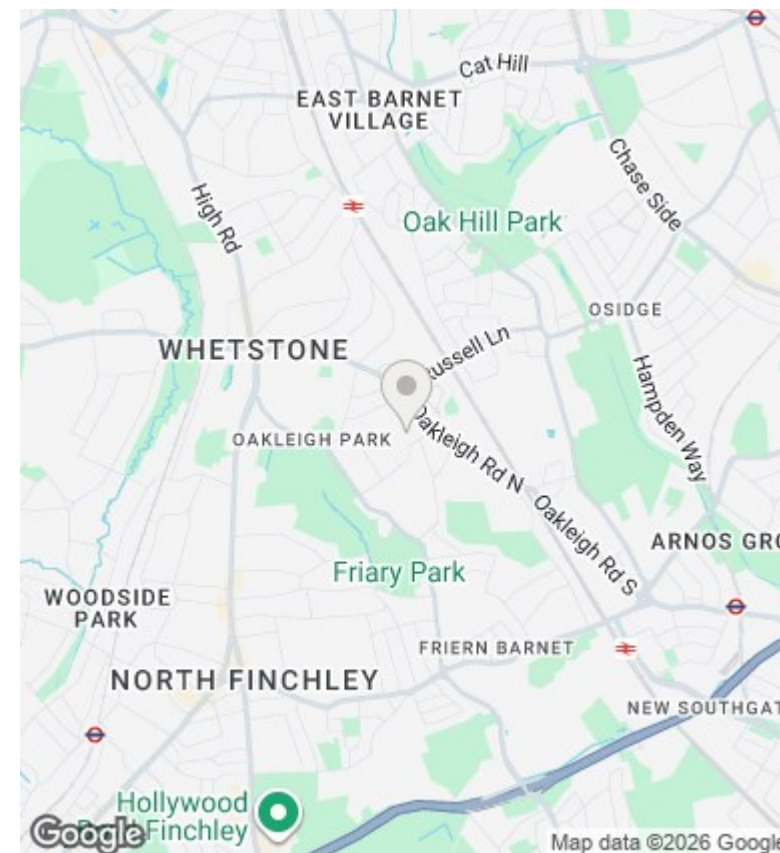 Cat Hill
EAST BARNET
VILLAGE
Chase Side
High Rd
Oak Hill Park
OSIDGE
WHETSTONE
Russell Ln
Hampden Way
OAKLEIGH PARK
Oakleigh Rd N
Oakleigh Rd S
ARNOS GRO
Friary Park
WOODSIDE
PARK
FRIERN BARNET
NORTH FINCHLEY
NEW SOUTHGAT
Hollywood
Finchley
Google
Map data ©2026 Google